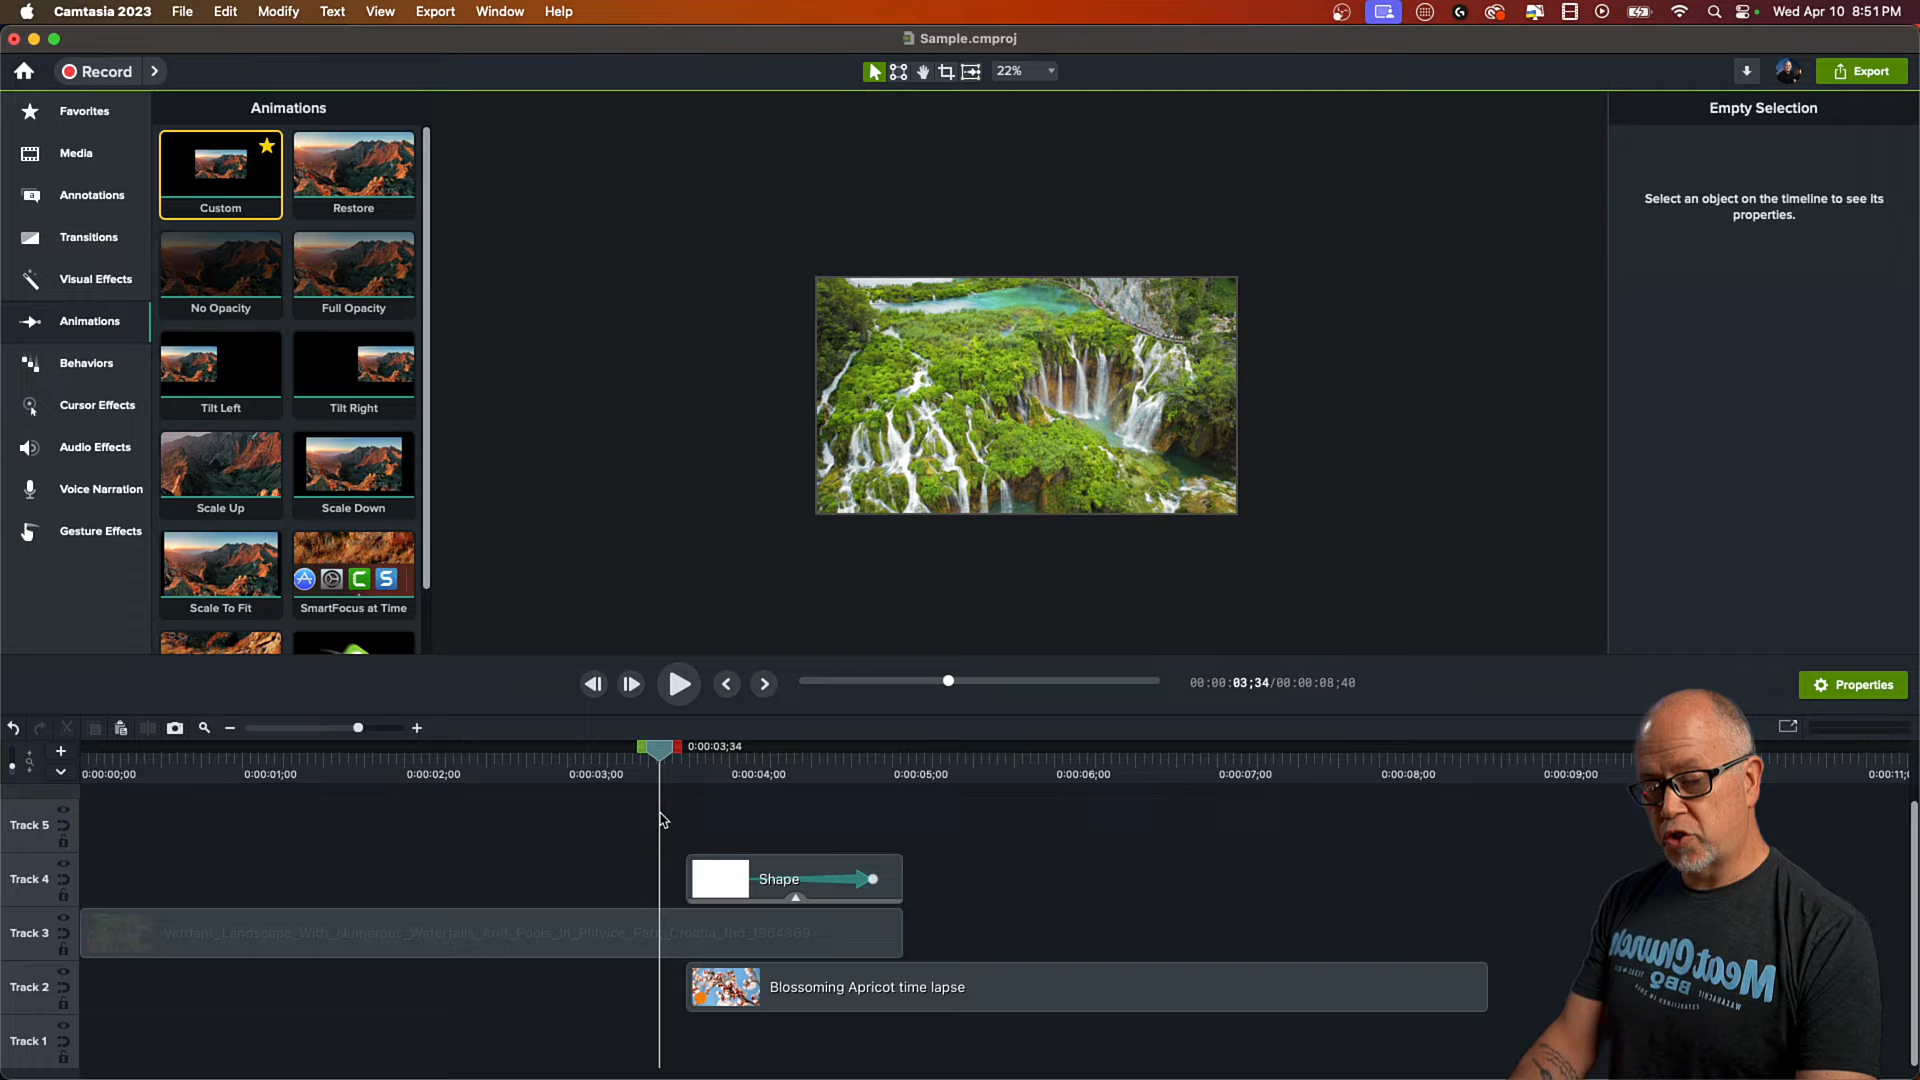 Camtasia 2023 File Edit Modify Text View Export Window Help Wed Apr 10 8:51 PM
Sample.cmproj
Record 22% Export
Favorites
Media
Annotations
Transitions
Visual Effects
Animations
Behaviors
Cursor Effects
Audio Effects
Voice Narration
Gesture Effects
Animations
Custom Restore
No Opacity Full Opacity
Tilt Left Tilt Right
Scale Up Scale Down
Scale To Fit SmartFocus at Time
Empty Selection
Select an object on the timeline to see its
properties.
00:00:03;34/00:00:08;40
Properties
0:00:03;34
0:00:00;00 0:00:01;00 0:00:02;00 0:00:03;00 0:00:04;00 0:00:05;00 0:00:06;00 0:00:07;00 0:00:08;00 0:00:09;00 0:00:11;
Track 5
Track 4 Shape
Track 3 Verdant_Landscape_With_Numerous_Waterfalls_And_Pools_In_Plitvice_Park_Croatia_fhd_1964369
Track 2 Blossoming Apricot time lapse
Track 1
Meat Church
BBQ